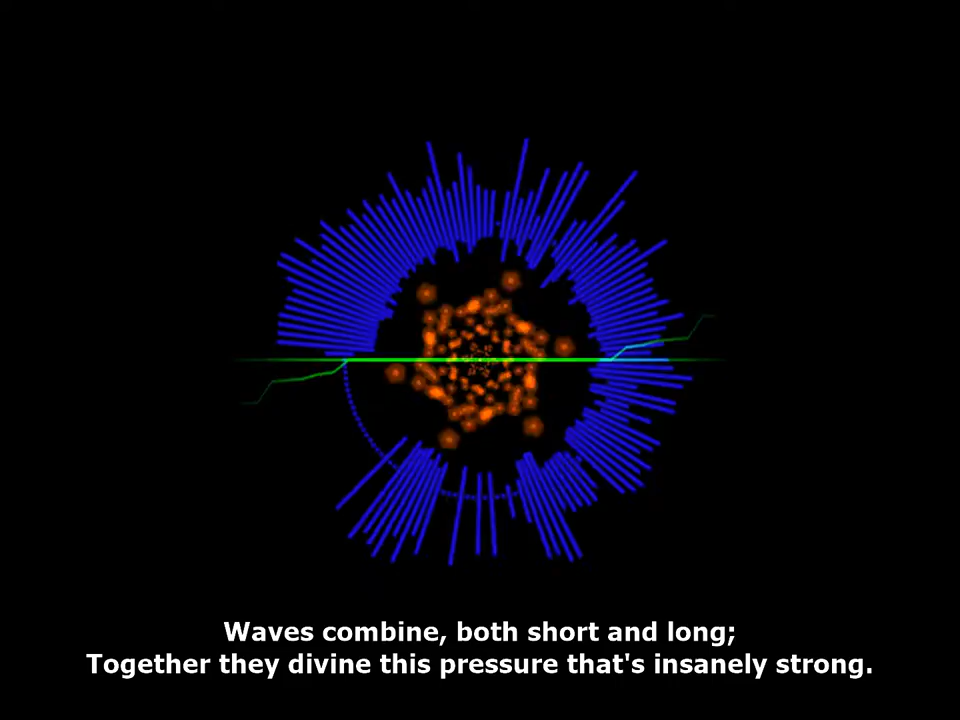 Waves combine, both short and long;
Together they divine this pressure that's insanely strong.